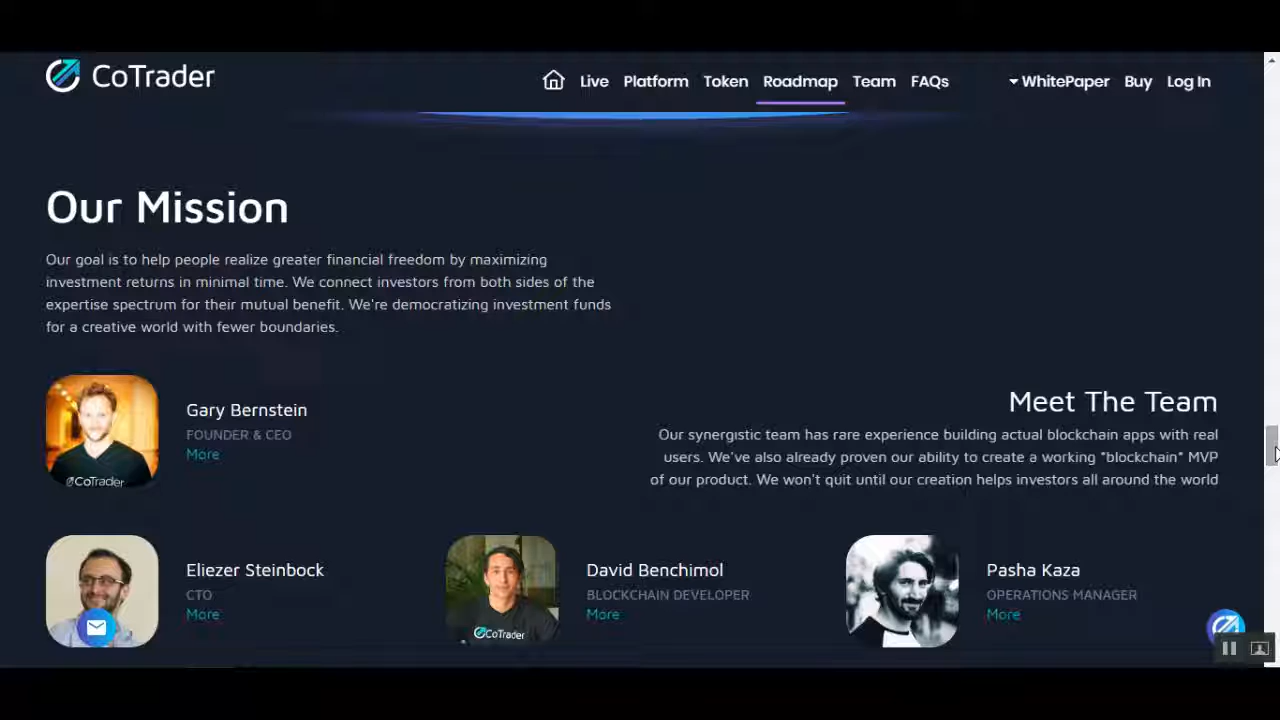 CoTrader
Live Platform Token Roadmap Team FAQs WhitePaper Buy Log In
Our Mission
Our goal is to help people realize greater financial freedom by maximizing
investment returns in minimal time. We connect investors from both sides of the
expertise spectrum for their mutual benefit. We're democratizing investment funds
for a creative world with fewer boundaries.
Gary Bernstein
FOUNDER & CEO
More
CoTrader
Meet The Team
Our synergistic team has rare experience building actual blockchain apps with real
users. We've also already proven our ability to create a working "blockchain" MVP
of our product. We won't quit until our creation helps investors all around the world
Eliezer Steinbock
CTO
More
David Benchimol
BLOCKCHAIN DEVELOPER
More
CoTrader
Pasha Kaza
OPERATIONS MANAGER
More